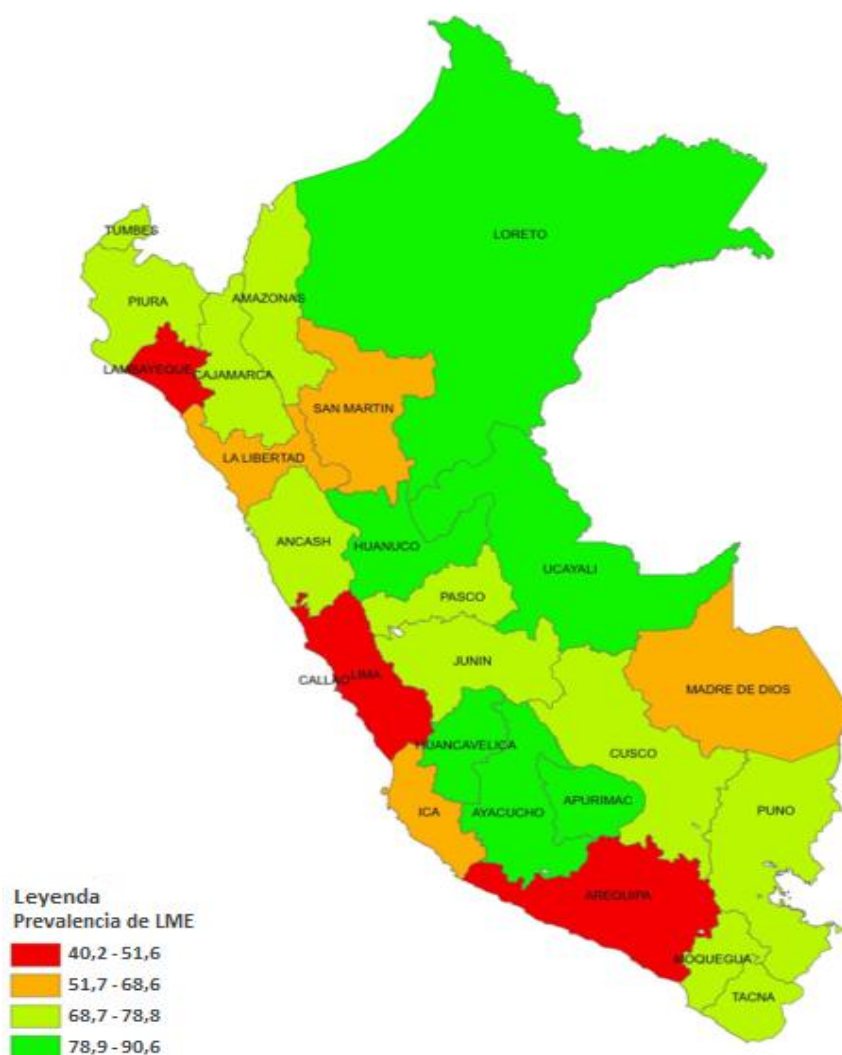 LORETO
TUMBES
AMAZONAS
PIURA
LAMBAYEQUE
CAJAMARCA
SAN MARTIN
LA LIBERTAD
ANCASH
HUANUCO
UCAYALI
PASCO
JUNIN
CALLAO
LIMA
MADRE DE DIOS
HUANCAVELICA
CUSCO
ICA
AYACUCHO
APURIMAC
PUNO
AREQUIPA
MOQUEGUA
TACNA
Leyenda
Prevalencia de LME
40,2 - 51,6
51,7 - 68,6
68,7 - 78,8
78,9 - 90,6